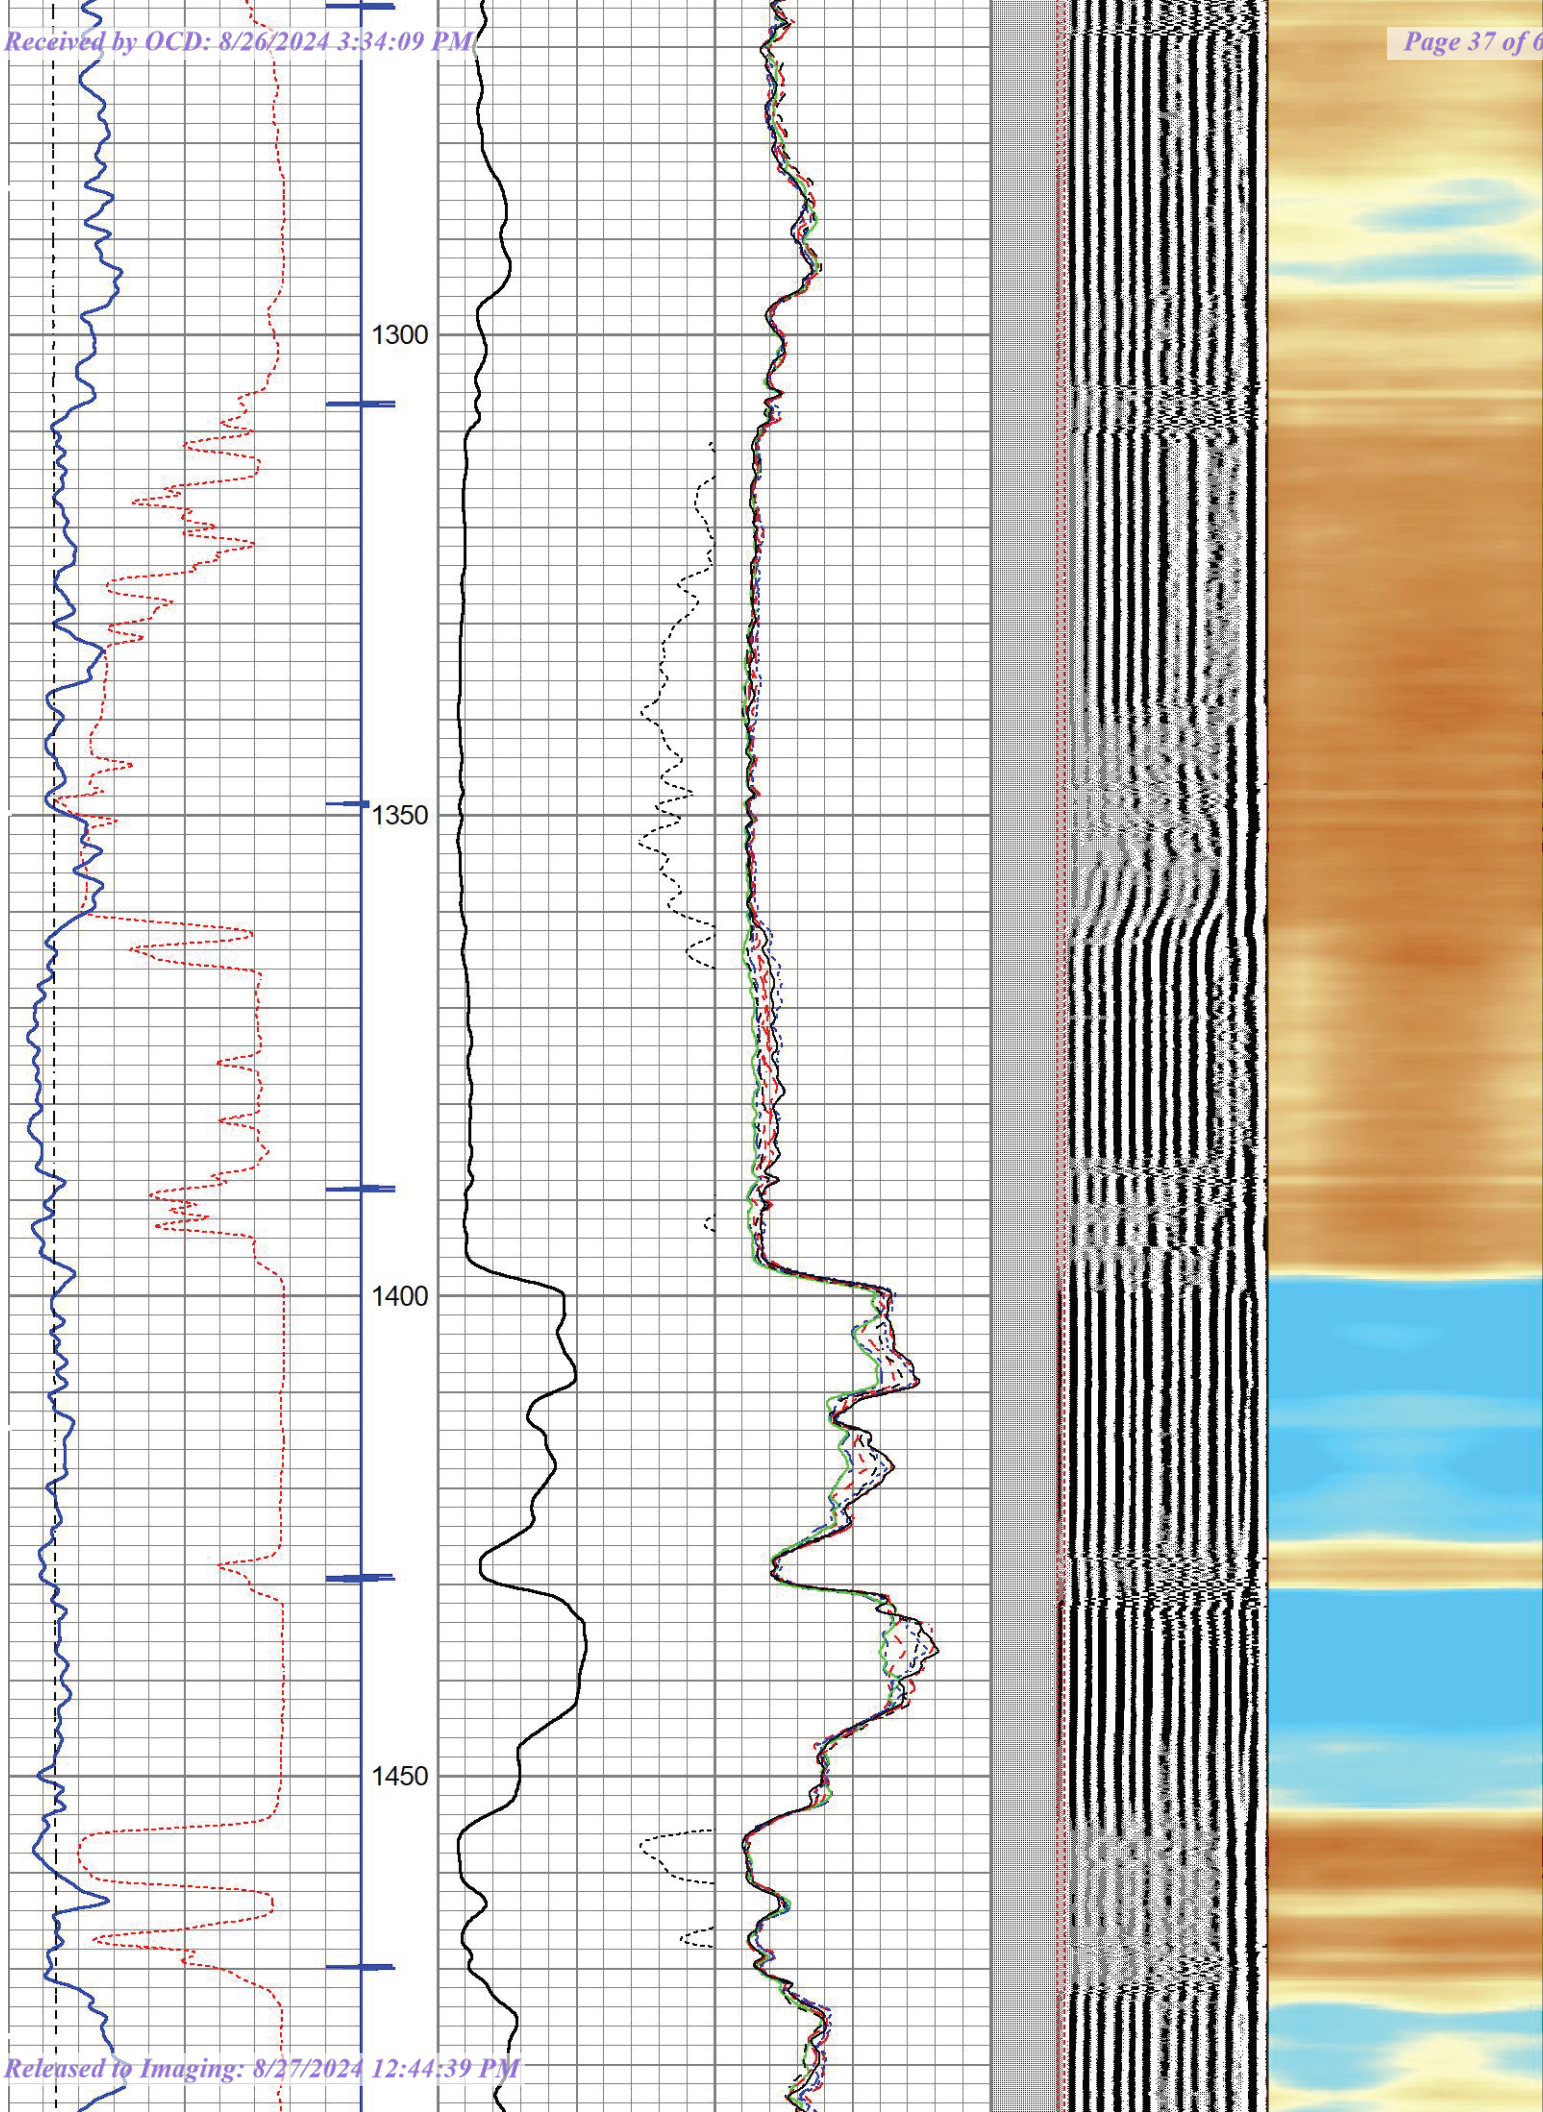 Received by OCD: 8/26/2024 3:34:09 PM
Page 37 of 6
1300
1350
1400
1450
Released to Imaging: 8/27/2024 12:44:39 PM